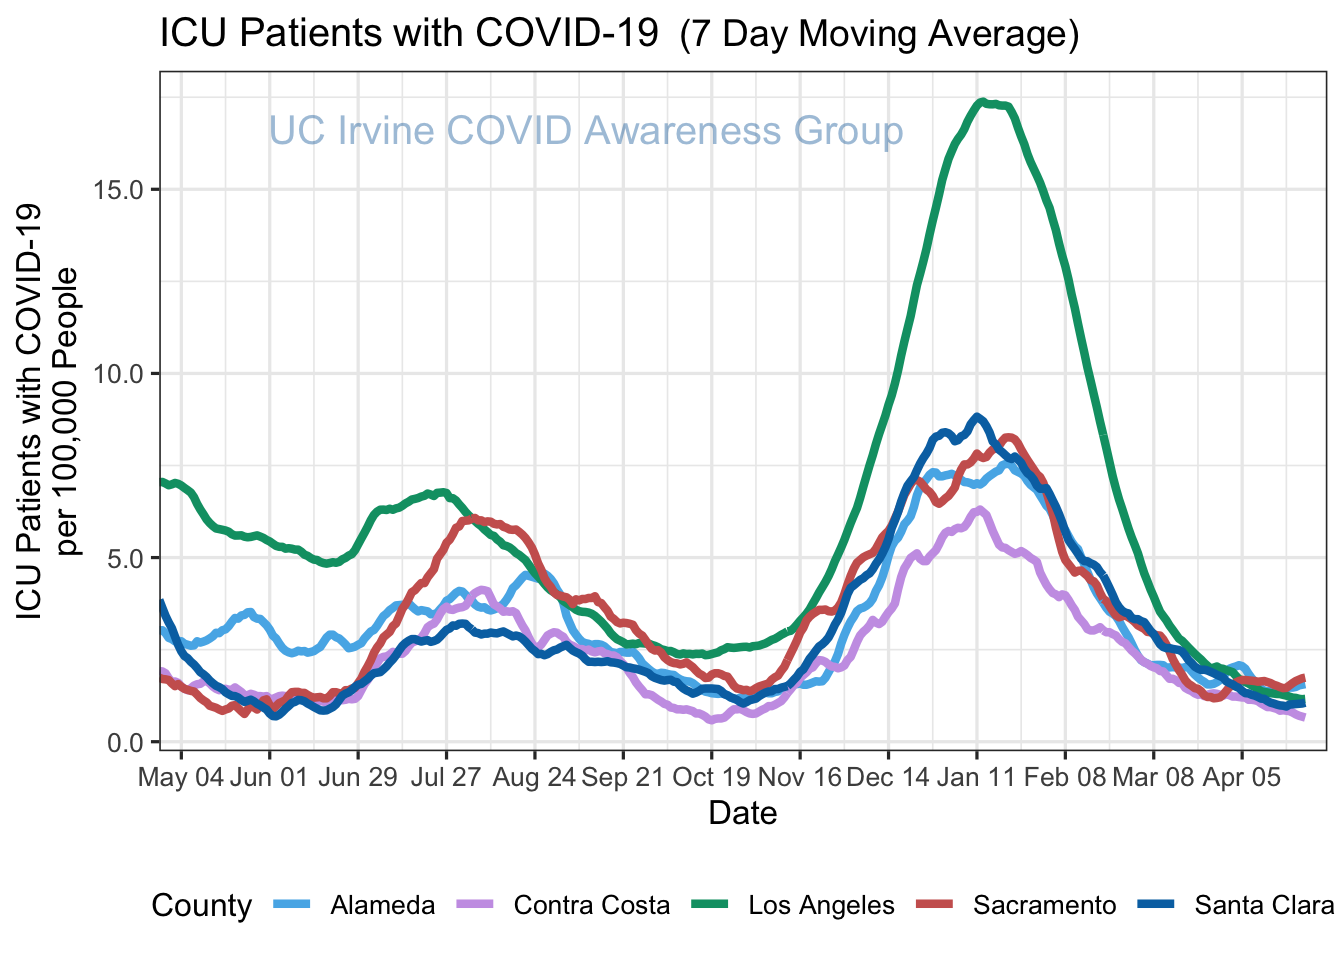 ICU Patients with COVID-19 (7 Day Moving Average)
UC Irvine COVID Awareness Group
ICU Patients with COVID-19
per 100,000 People
15.0
10.0
5.0
0.0
May 04 Jun 01 Jun 29 Jul 27 Aug 24 Sep 21 Oct 19 Nov 16 Dec 14 Jan 11 Feb 08 Mar 08 Apr 05
Date
County Alameda Contra Costa Los Angeles Sacramento Santa Clara